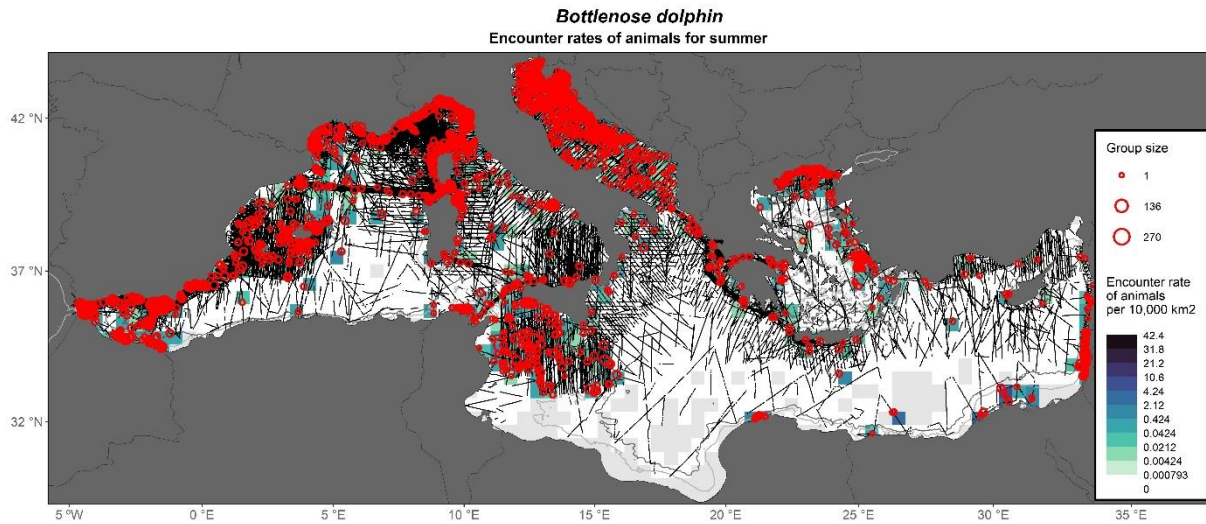 Bottlenose dolphin
Encounter rates of animals for summer
42 °N
37 °N
32 °N
5 °W
0 °E
5 °E
10 °E
15 °E
20 °E
25 °E
30 °E
35 °E
Group size
1
136
270
Encounter rate
of animals
per 10,000 km2
42.4
31.8
21.2
10.6
4.24
2.12
0.424
0.0424
0.0212
0.00424
0.000793
0